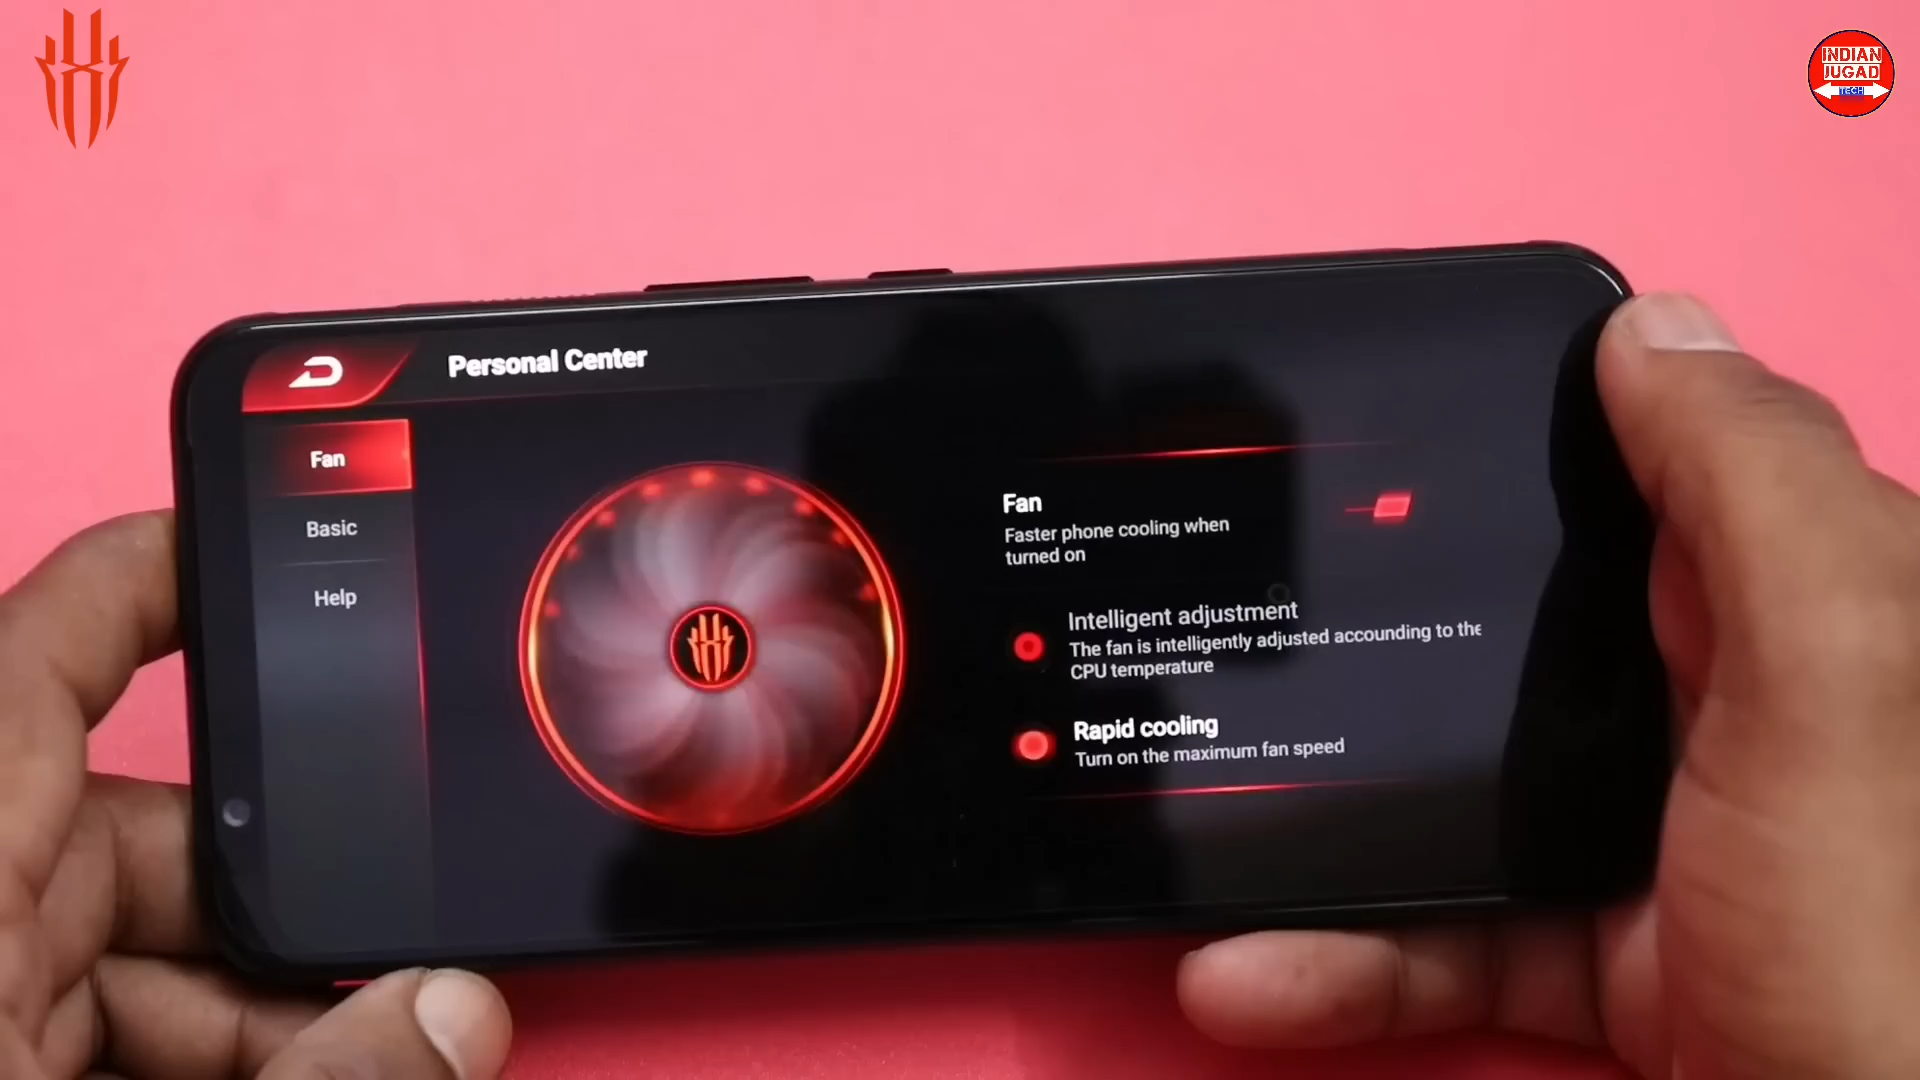 INDIAN
JUGAD
TECH
Personal Center
Fan
Basic
Help
Fan
Faster phone cooling when
turned on
Intelligent adjustment
The fan is intelligently adjusted accounding to the
CPU temperature
Rapid cooling
Turn on the maximum fan speed